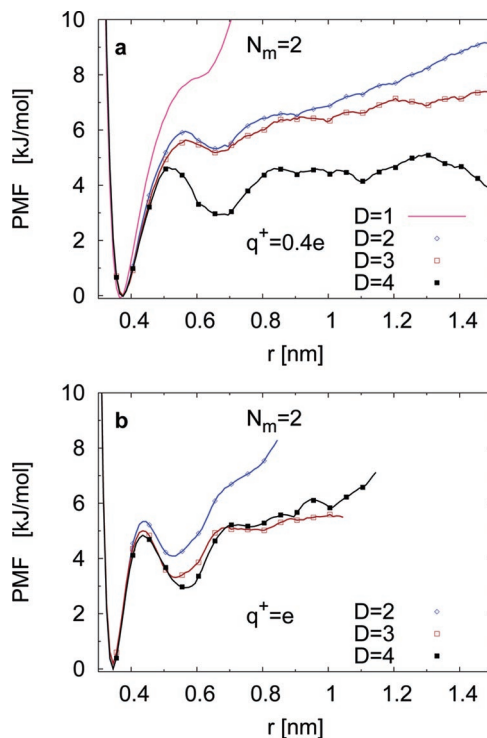 a
N_m=2
PMF [kJ/mol]
10
8
6
4
2
0
q^+=0.4e
D=1
D=2
D=3
D=4
0.4 0.6 0.8 1 1.2 1.4
r [nm]
b
N_m=2
PMF [kJ/mol]
10
8
6
4
2
0
q^+=e
D=2
D=3
D=4
0.4 0.6 0.8 1 1.2 1.4
r [nm]